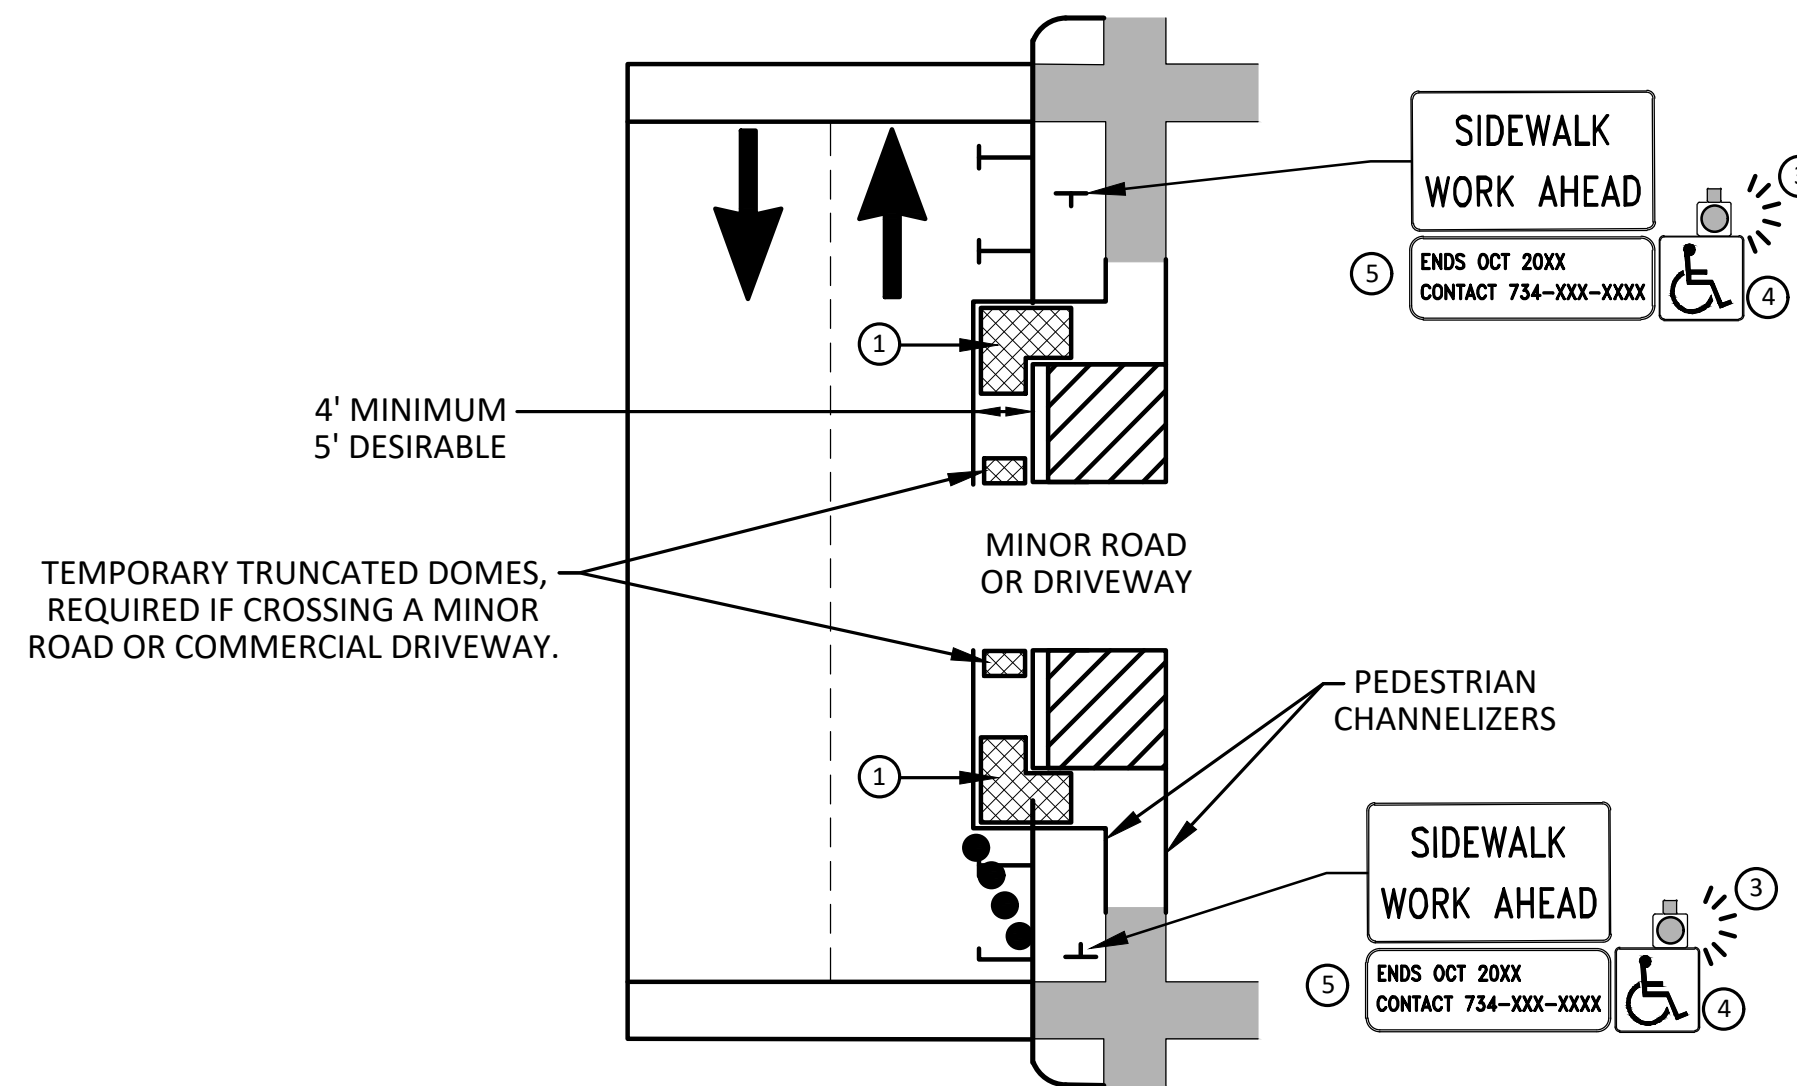 SIDEWALK
WORK AHEAD
3
5
ENDS OCT 20XX
CONTACT 734-XXX-XXXX
4
1
4' MINIMUM
5' DESIRABLE
MINOR ROAD
OR DRIVEWAY
TEMPORARY TRUNCATED DOMES,
REQUIRED IF CROSSING A MINOR
ROAD OR COMMERCIAL DRIVEWAY.
PEDESTRIAN
CHANNELIZERS
1
SIDEWALK
WORK AHEAD
3
5
ENDS OCT 20XX
CONTACT 734-XXX-XXXX
4